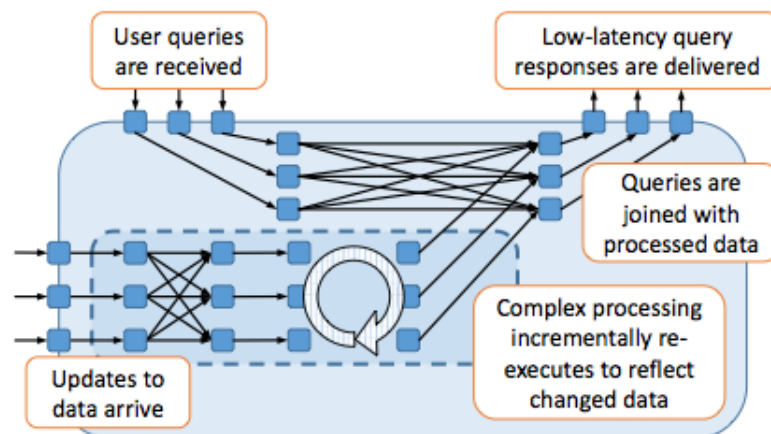 User queries
are received
Low-latency query
responses are delivered
Queries are
joined with
processed data
Complex processing
incrementally re-
executes to reflect
changed data
Updates to
data arrive